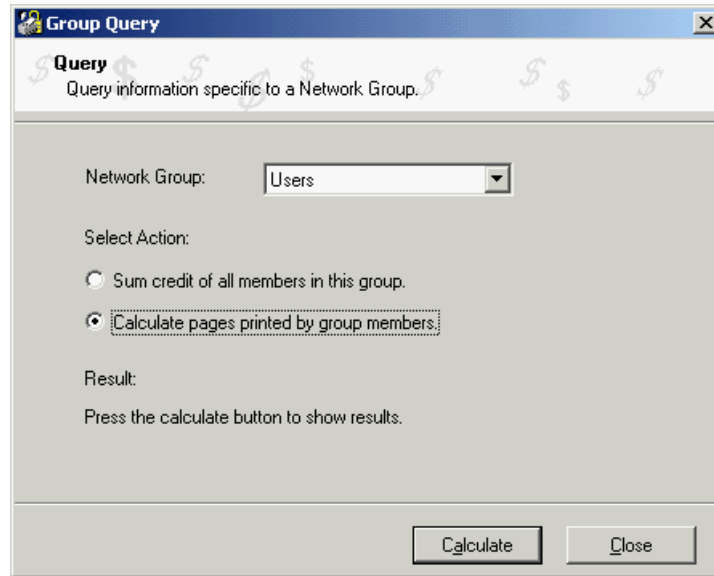 Group Query
Query
Query information specific to a Network Group.
Network Group:
Users
Select Action:
Sum credit of all members in this group.
Calculate pages printed by group members.
Result:
Press the calculate button to show results.
Calculate
Close